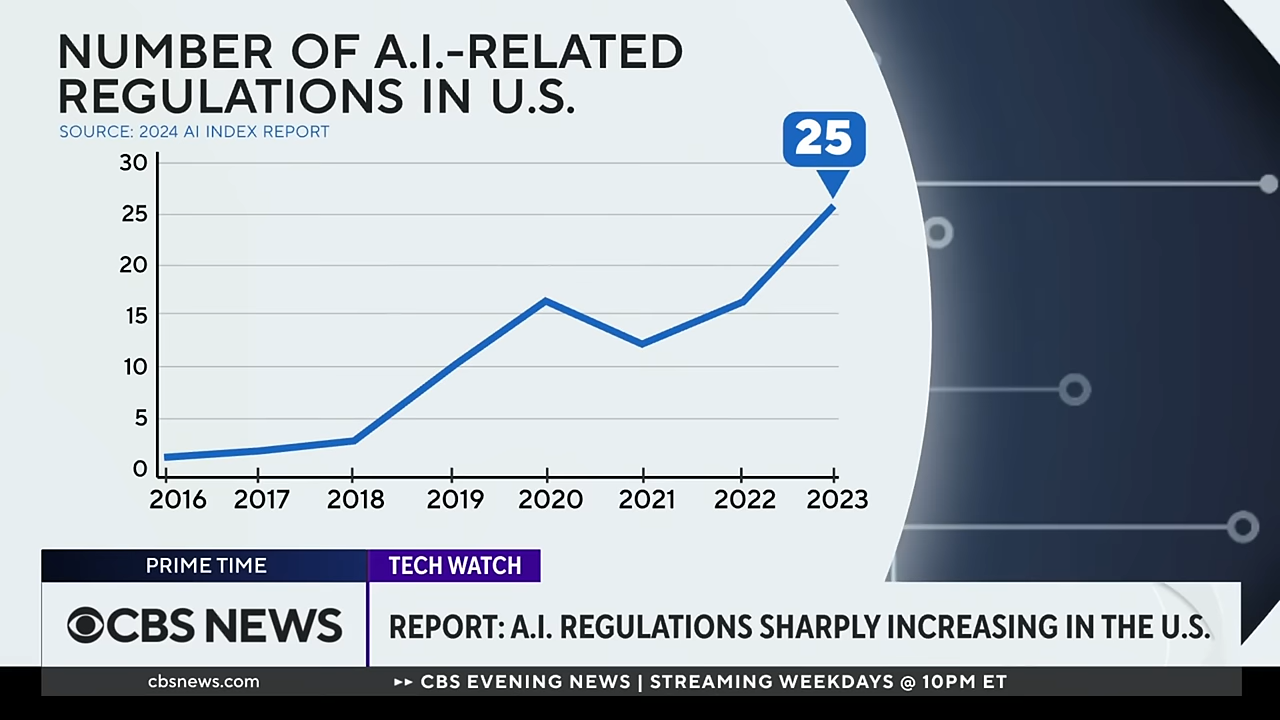 NUMBER OF A.I.-RELATED
REGULATIONS IN U.S.
SOURCE: 2024 AI INDEX REPORT
25
30
25
20
15
10
5
0
2016 2017 2018 2019 2020 2021 2022 2023
PRIME TIME TECH WATCH
CBS NEWS
REPORT: A.I. REGULATIONS SHARPLY INCREASING IN THE U.S.
cbsnews.com
CBS EVENING NEWS | STREAMING WEEKDAYS @ 10PM ET